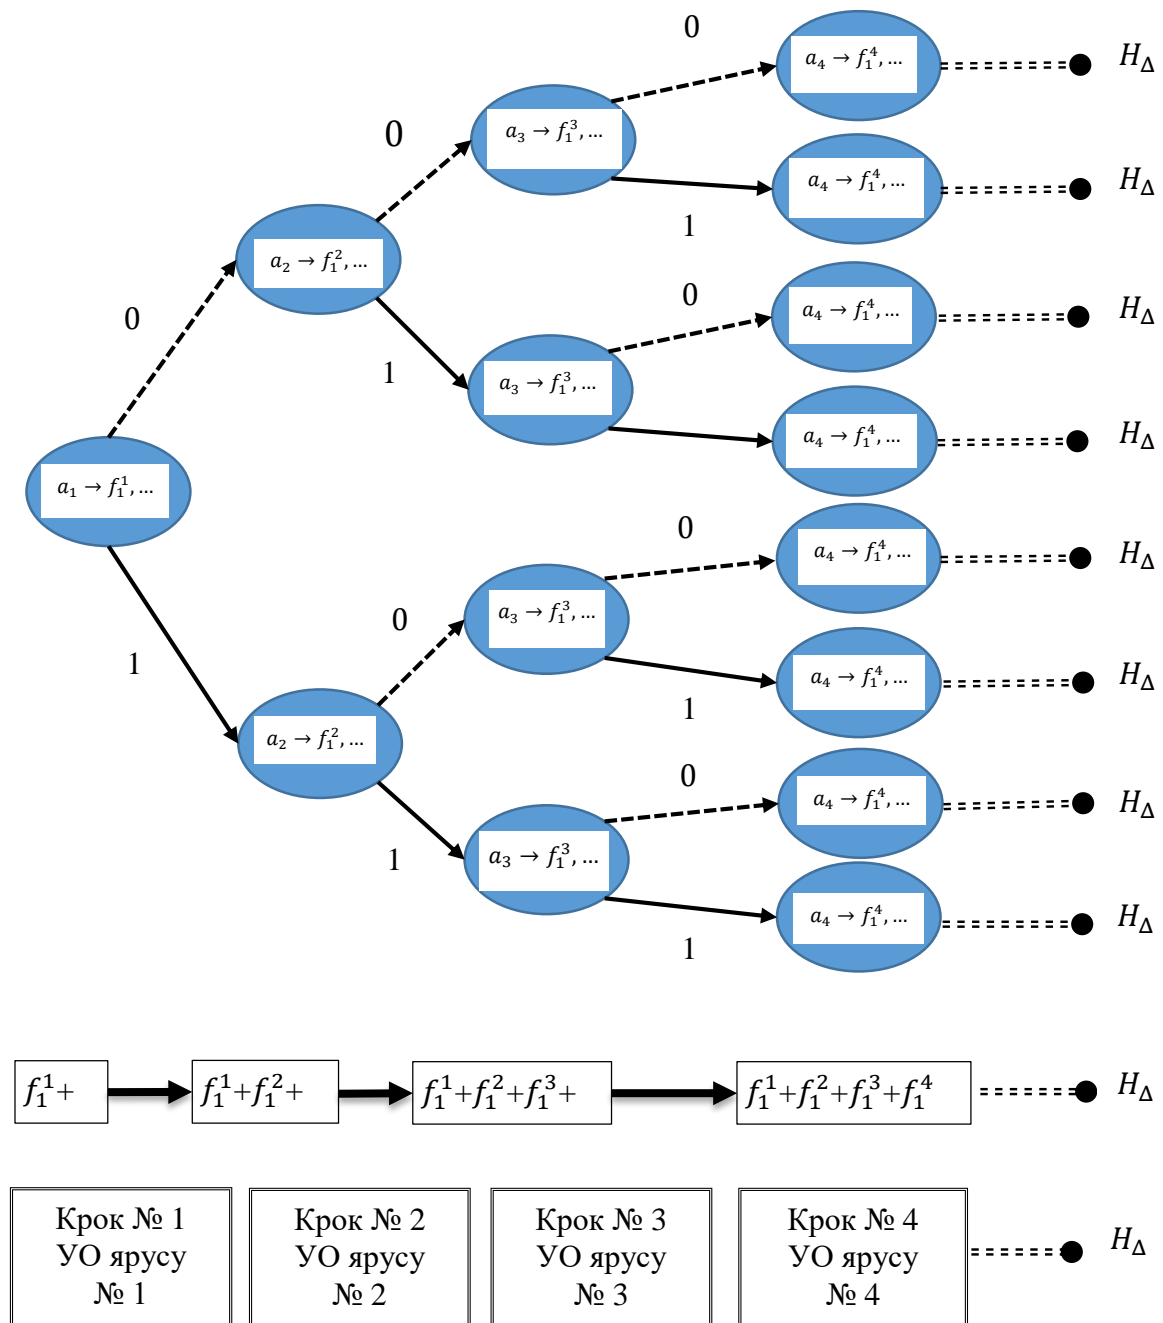 0
a₄ → f₁⁴, ...
H_Δ
0
a₃ → f₁³, ...
a₄ → f₁⁴, ...
H_Δ
1
a₂ → f₁², ...
0
a₄ → f₁⁴, ...
H_Δ
0
1
a₃ → f₁³, ...
a₄ → f₁⁴, ...
H_Δ
a₁ → f₁¹, ...
0
a₄ → f₁⁴, ...
H_Δ
0
a₃ → f₁³, ...
1
a₄ → f₁⁴, ...
H_Δ
1
a₂ → f₁², ...
0
a₄ → f₁⁴, ...
H_Δ
1
a₃ → f₁³, ...
a₄ → f₁⁴, ...
H_Δ
1
f₁¹+
f₁¹+f₁²+
f₁¹+f₁²+f₁³+
f₁¹+f₁²+f₁³+f₁⁴
H_Δ
Крок № 1
УО ярусу
№ 1
Крок № 2
УО ярусу
№ 2
Крок № 3
УО ярусу
№ 3
Крок № 4
УО ярусу
№ 4
H_Δ